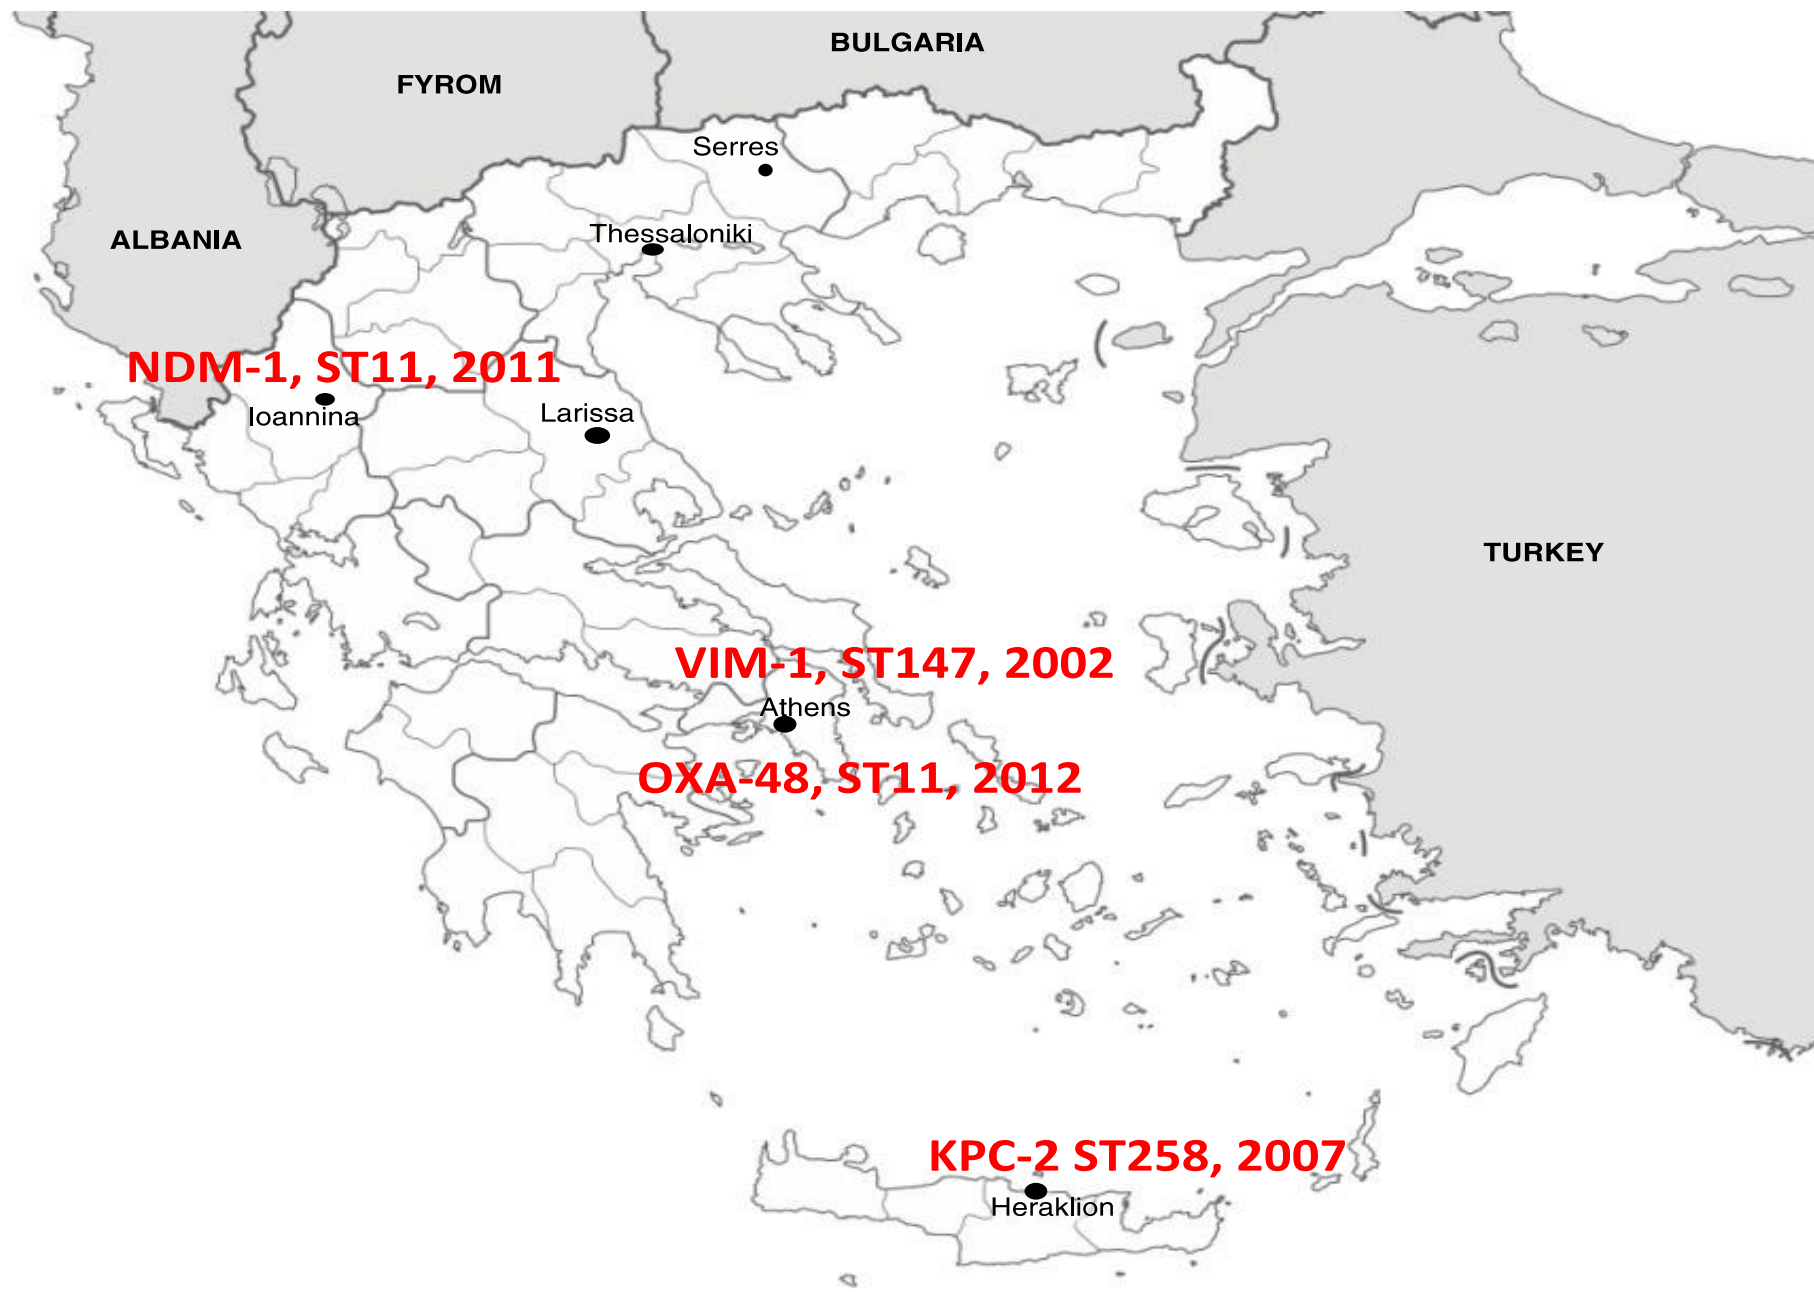 BULGARIA
FYROM
Serres
Thessaloniki
ALBANIA
NDM-1, ST11, 2011
Ioannina
Larissa
TURKEY
VIM-1, ST147, 2002
Athens
OXA-48, ST11, 2012
KPC-2 ST258, 2007
Heraklion